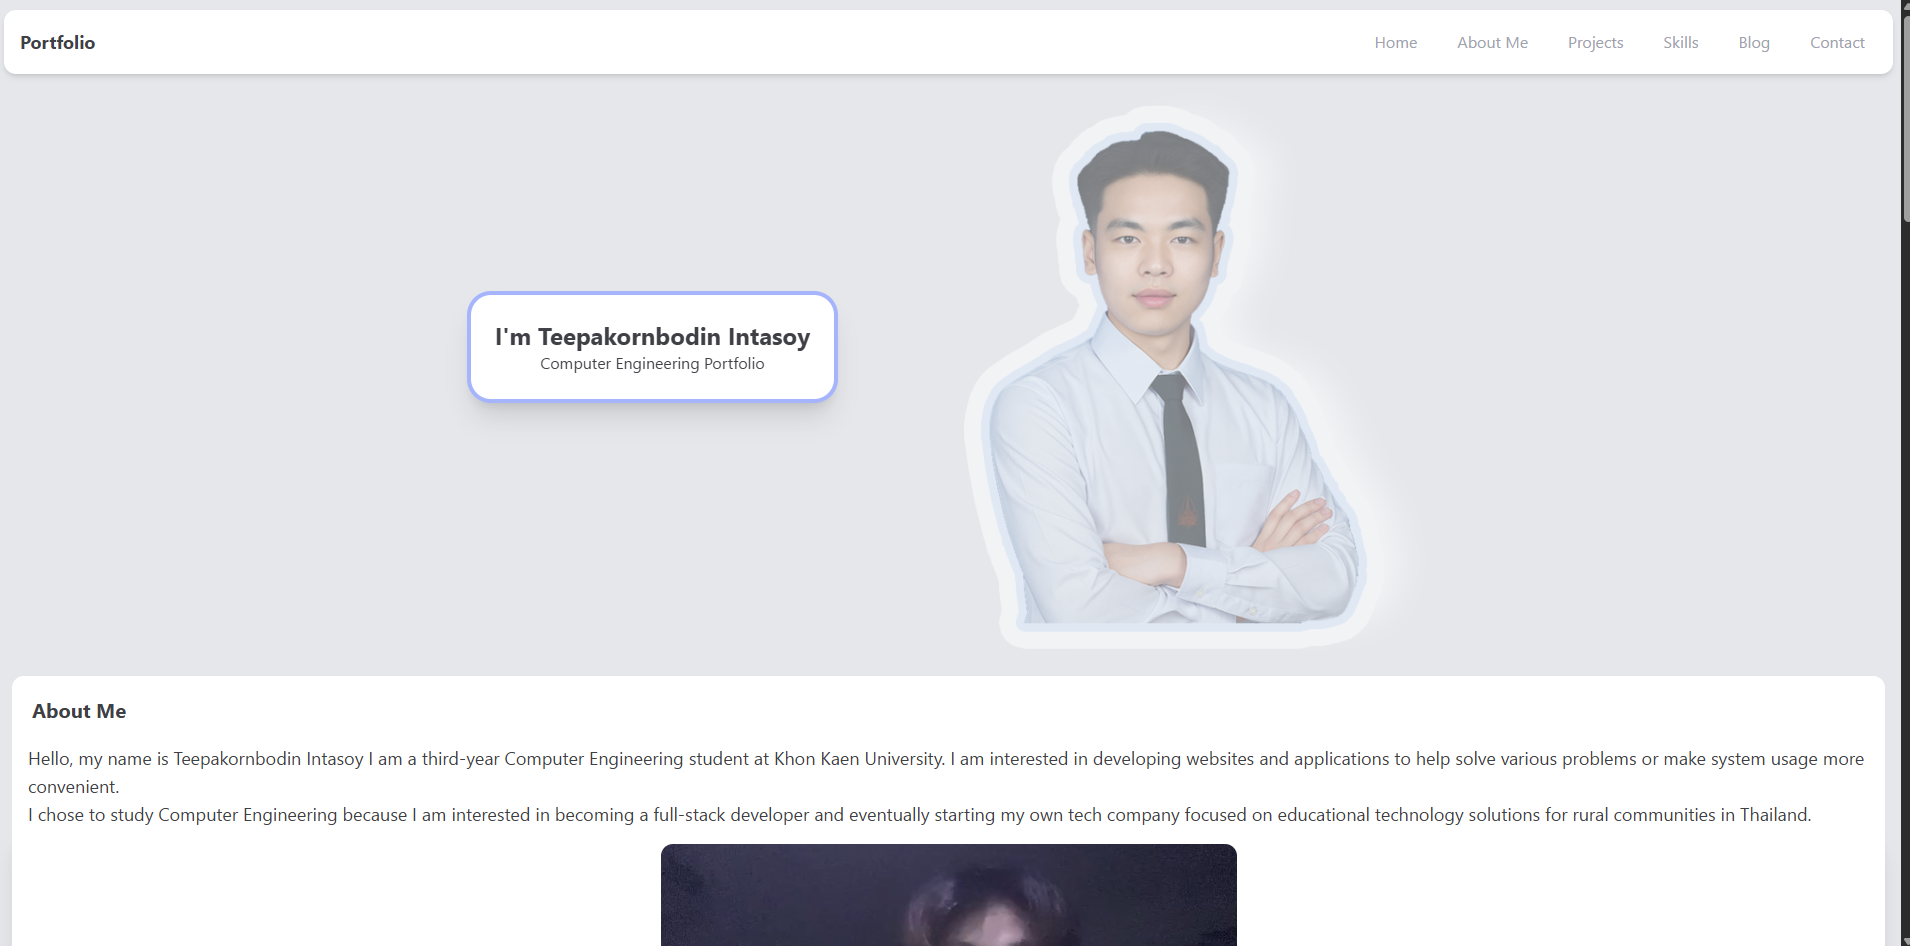 Portfolio
Home
About Me
Projects
Skills
Blog
Contact
I'm Teepakornbodin Intasoy
Computer Engineering Portfolio
About Me
Hello, my name is Teepakornbodin Intasoy I am a third-year Computer Engineering student at Khon Kaen University. I am interested in developing websites and applications to help solve various problems or make system usage more
convenient.
I chose to study Computer Engineering because I am interested in becoming a full-stack developer and eventually starting my own tech company focused on educational technology solutions for rural communities in Thailand.